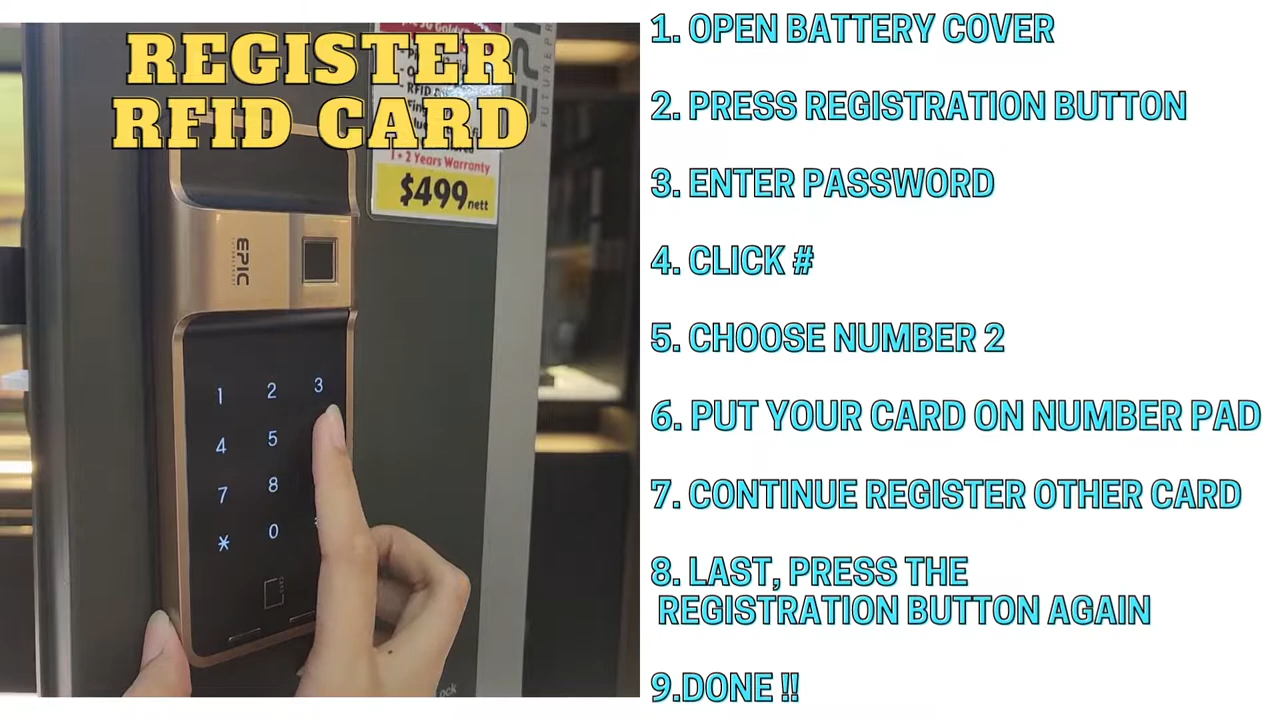 REGISTER
RFID CARD
1 + 2 Years Warranty
$499 nett
EPIC
EPIC
1 2 3
4 5
7 8
* 0
1. OPEN BATTERY COVER
2. PRESS REGISTRATION BUTTON
3. ENTER PASSWORD
4. CLICK #
5. CHOOSE NUMBER 2
6. PUT YOUR CARD ON NUMBER PAD
7. CONTINUE REGISTER OTHER CARD
8. LAST, PRESS THE
REGISTRATION BUTTON AGAIN
9.DONE !!